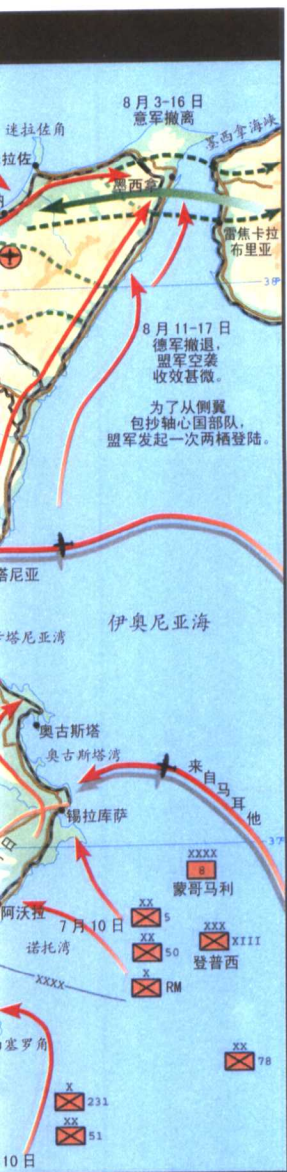 8月3-16日
意军撤离
迷拉佐角
拉佐
墨西拿海峡
墨西拿
雷焦卡拉
布里亚
38°
8月11-17日
德军撤退，
盟军空袭
收效甚微。
为了从侧翼
包抄轴心国部队，
盟军发起一次两栖登陆。
塔尼亚
塔尼亚湾
伊奥尼亚海
奥古斯塔
奥古斯塔湾
来自马耳他
锡拉库萨
37°
日
XXXX
8
蒙哥马利
阿沃拉
7月10日
XX
5
XXX
XIII
登普西
诺托湾
XX
50
XXXX
X
RM
塞罗角
XX
78
X
231
XX
51
10日